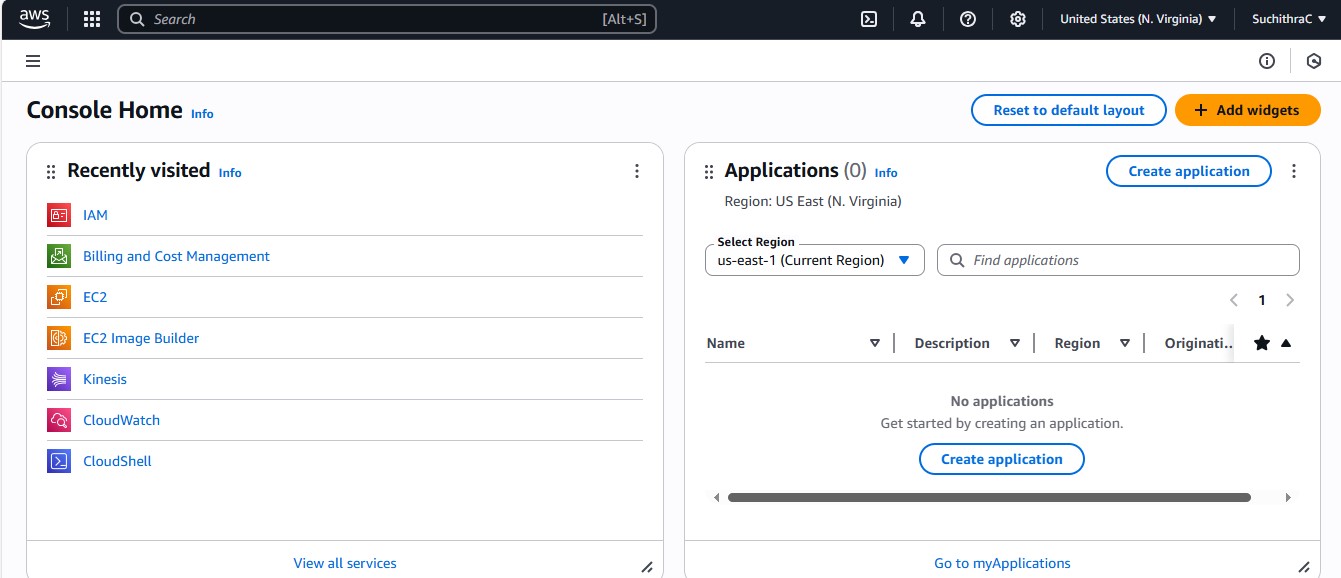 aws
Search [Alt+S]
United States (N. Virginia)
SuchithraC
Console Home Info
Reset to default layout
+ Add widgets
Recently visited Info
IAM
Billing and Cost Management
EC2
EC2 Image Builder
Kinesis
CloudWatch
CloudShell
View all services
Applications (0) Info
Create application
Region: US East (N. Virginia)
Select Region
us-east-1 (Current Region)
Find applications
1
Name Description Region Originati..
No applications
Get started by creating an application.
Create application
Go to myApplications